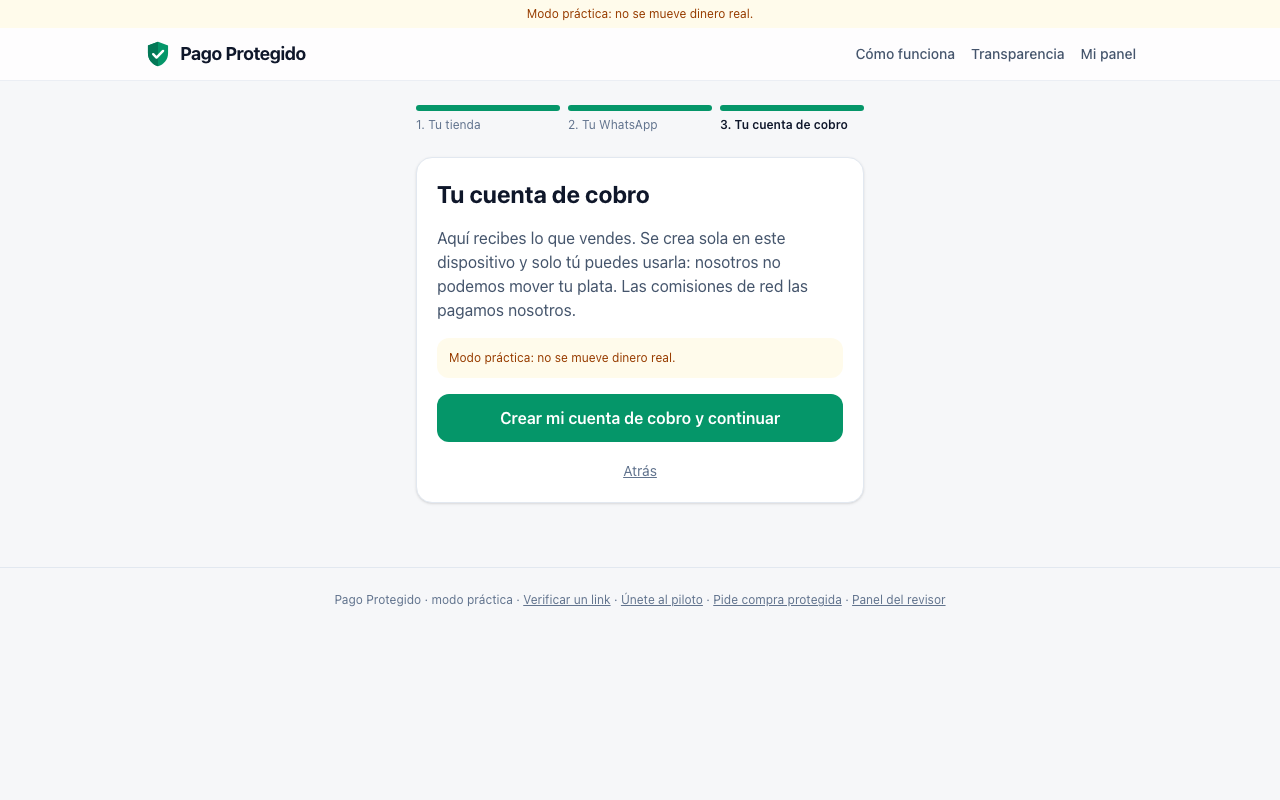 Modo práctica: no se mueve dinero real.
Pago Protegido
Cómo funciona
Transparencia
Mi panel
1. Tu tienda
2. Tu WhatsApp
3. Tu cuenta de cobro
Tu cuenta de cobro
Aquí recibes lo que vendes. Se crea sola en este
dispositivo y solo tú puedes usarla: nosotros no
podemos mover tu plata. Las comisiones de red las
pagamos nosotros.
Modo práctica: no se mueve dinero real.
Crear mi cuenta de cobro y continuar
Atrás
Pago Protegido · modo práctica · Verificar un link · Únete al piloto · Pide compra protegida · Panel del revisor